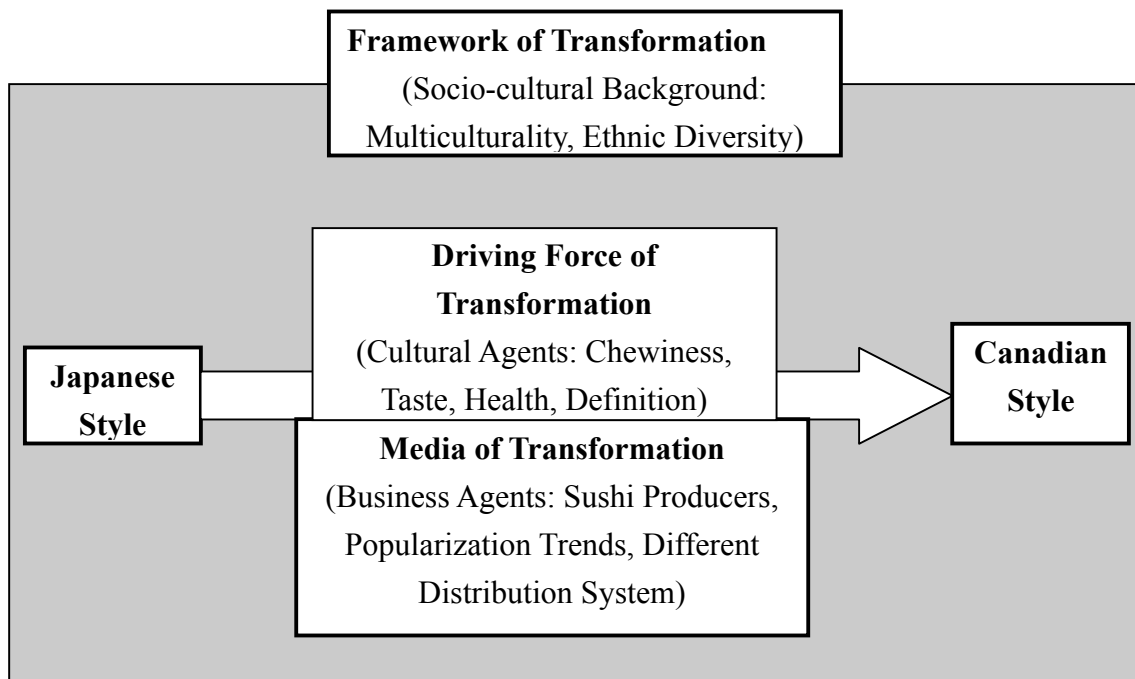 Framework of Transformation
(Socio-cultural Background:
Multiculturality, Ethnic Diversity)
Driving Force of
Transformation
(Cultural Agents: Chewiness,
Taste, Health, Definition)
Japanese
Style
Canadian
Style
Media of Transformation
(Business Agents: Sushi Producers,
Popularization Trends, Different
Distribution System)